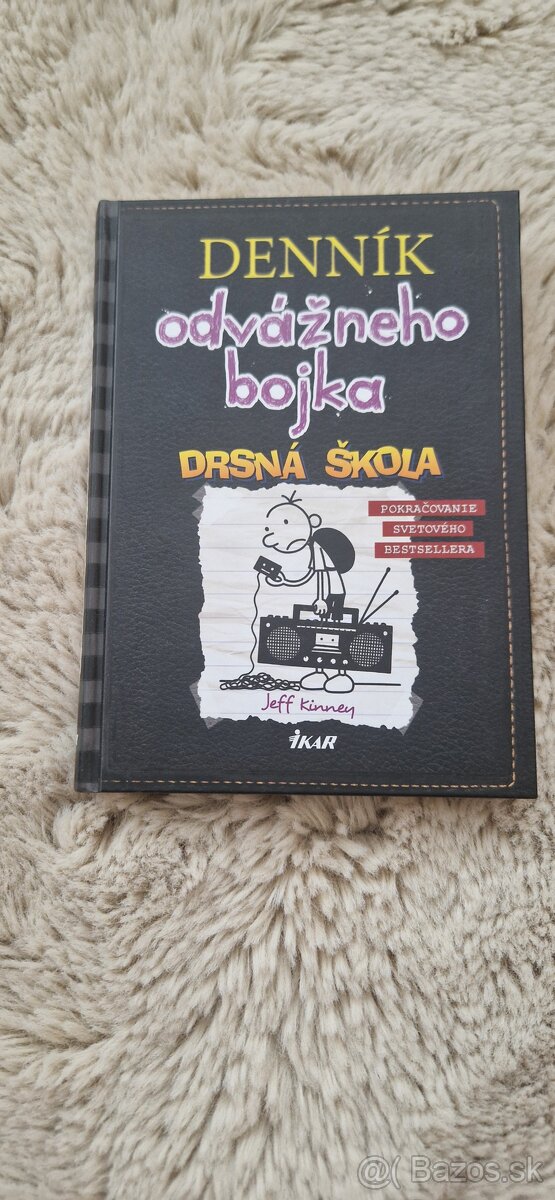 DENNÍK
odvážneho
bojka
DRSNÁ ŠKOLA
POKRAČOVANIE
SVETOVÉHO
BESTSELLERA
Jeff Kinney
IKAR
@( Bazos.sk